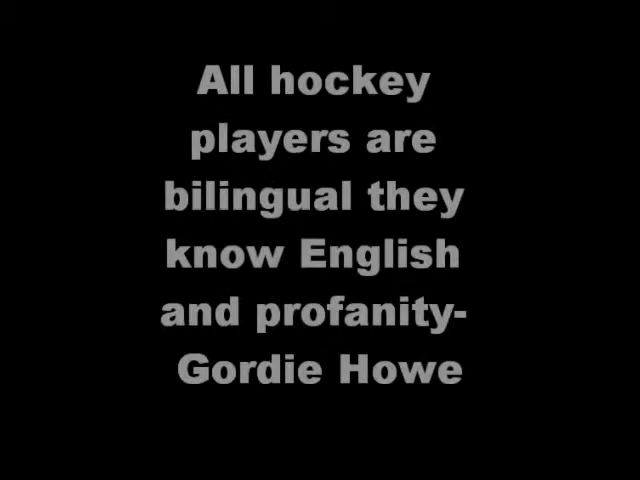 All hockey
players are
bilingual they
know English
and profanity-
Gordie Howe